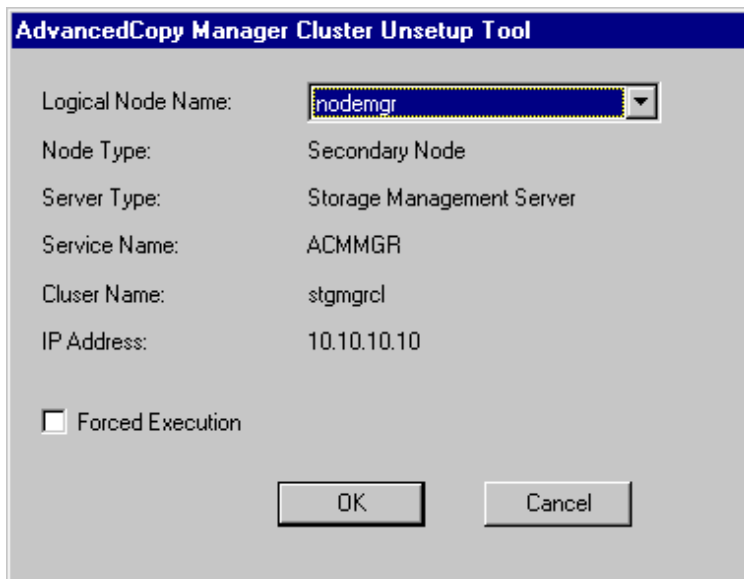 AdvancedCopy Manager Cluster Unsetup Tool
Logical Node Name: nodemgr
Node Type: Secondary Node
Server Type: Storage Management Server
Service Name: ACMMGR
Cluser Name: stgmgrcl
IP Address: 10.10.10.10
Forced Execution
OK Cancel